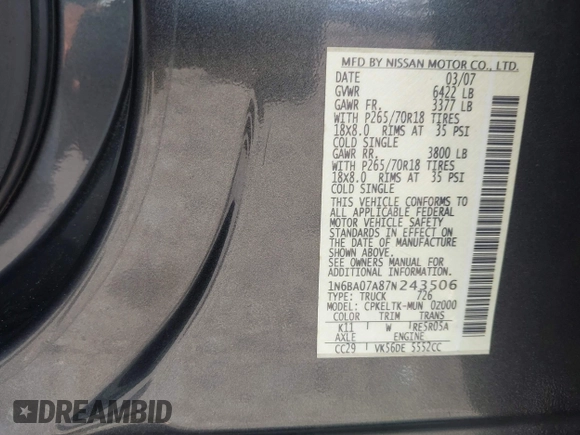 MFD BY NISSAN MOTOR CO., LTD.
DATE 03/07
GVWR 6422 LB
GAWR FR. 3377 LB
WITH P265/70R18 TIRES
18X8.0 RIMS AT 35 PSI
COLD SINGLE
GAWR RR. 3800 LB
WITH P265/70R18 TIRES
18X8.0 RIMS AT 35 PSI
COLD SINGLE
THIS VEHICLE CONFORMS TO
ALL APPLICABLE FEDERAL
MOTOR VEHICLE SAFETY
STANDARDS IN EFFECT ON
THE DATE OF MANUFACTURE
SHOWN ABOVE.
SEE OWNERS MANUAL FOR
ADDITIONAL INFORMATION.
1N6BA07A87N243506
TYPE: TRUCK 726
MODEL: CPKELTK-MUN 0Z000
COLOR TRIM TRANS
K11 W RE5R05A
AXLE ENGINE
CC29 VK56DE 5552CC
DREAMBID